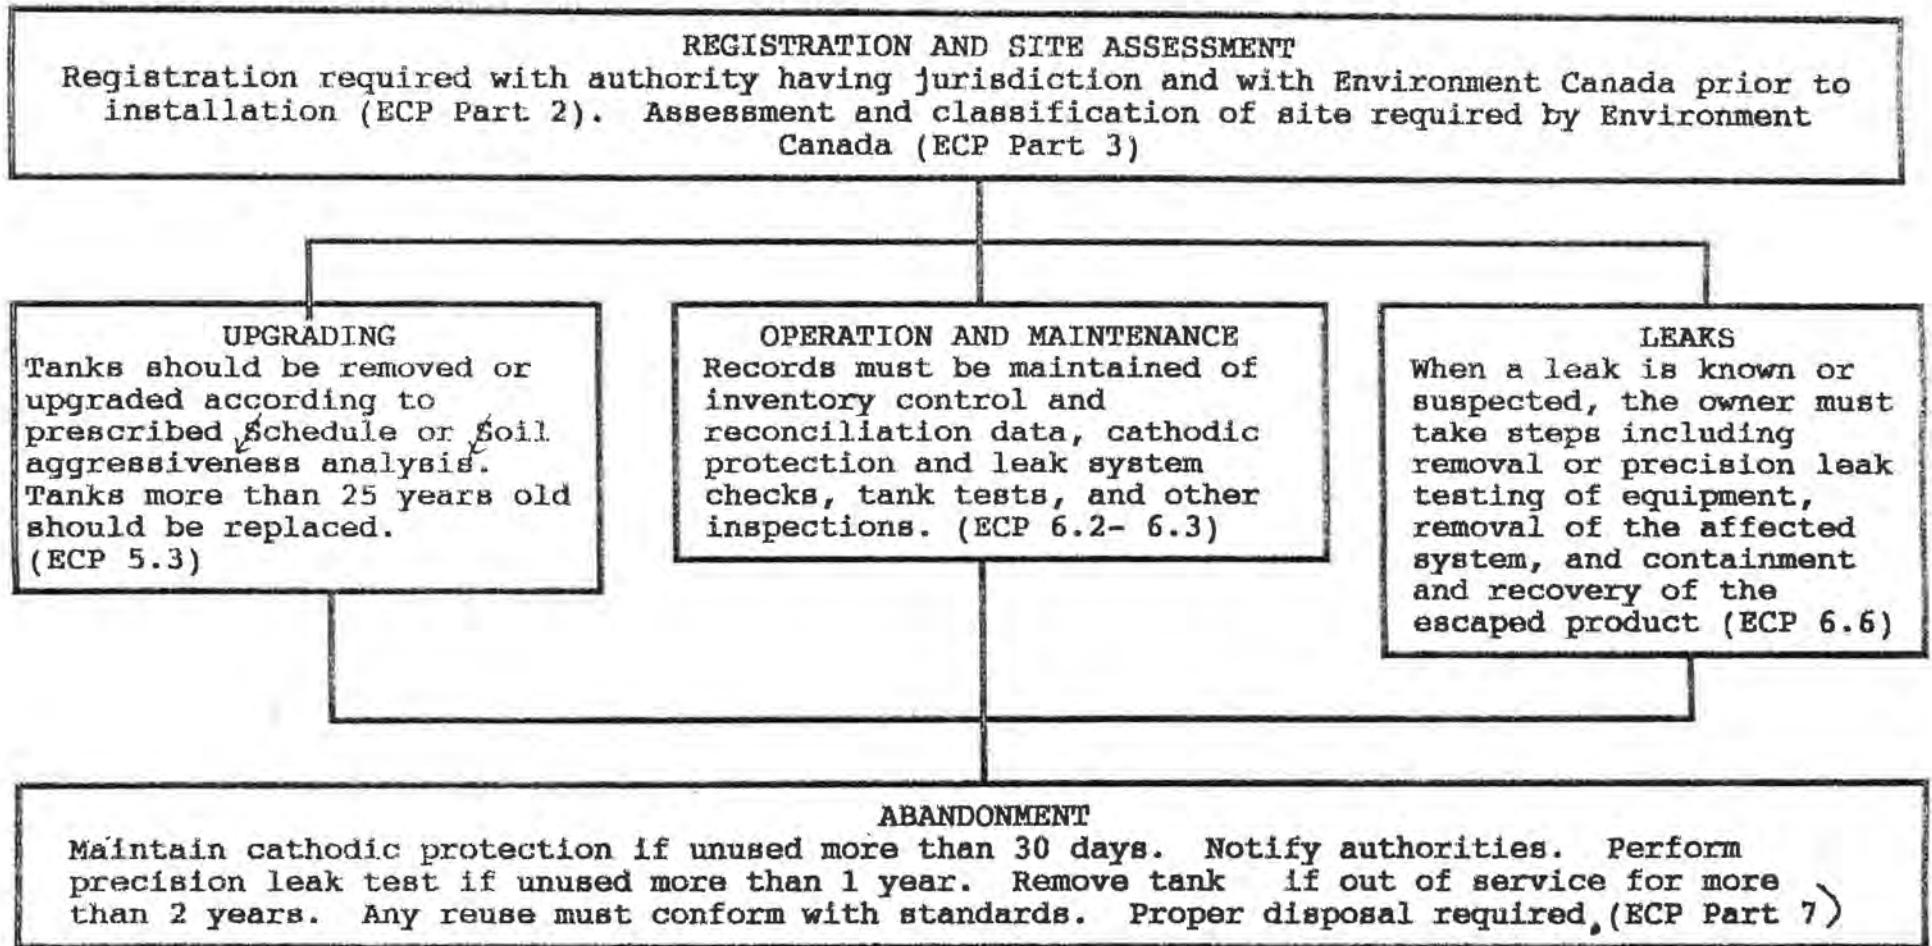 REGISTRATION AND SITE ASSESSMENT
Registration required with authority having jurisdiction and with Environment Canada prior to
installation (ECP Part 2). Assessment and classification of site required by Environment
Canada (ECP Part 3)
UPGRADING
Tanks should be removed or
upgraded according to
prescribed schedule or soil
aggressiveness analysis.
Tanks more than 25 years old
should be replaced.
(ECP 5.3)
OPERATION AND MAINTENANCE
Records must be maintained of
inventory control and
reconciliation data, cathodic
protection and leak system
checks, tank tests, and other
inspections. (ECP 6.2- 6.3)
LEAKS
When a leak is known or
suspected, the owner must
take steps including
removal or precision leak
testing of equipment,
removal of the affected
system, and containment
and recovery of the
escaped product (ECP 6.6)
ABANDONMENT
Maintain cathodic protection if unused more than 30 days. Notify authorities. Perform
precision leak test if unused more than 1 year. Remove tank if out of service for more
than 2 years. Any reuse must conform with standards. Proper disposal required. (ECP Part 7)